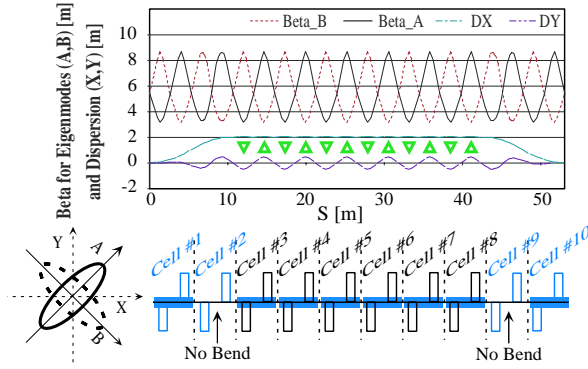 Beta_B Beta_A DX DY
Beta for Eigenmodes (A,B) [m]
and Dispersion (X,Y) [m]
12
10
8
6
4
2
0
-2
0 10 20 30 40 50
S [m]
Cell #1 Cell #2 Cell #3 Cell #4 Cell #5 Cell #6 Cell #7 Cell #8 Cell #9 Cell #10
Y A
X
B
No Bend No Bend